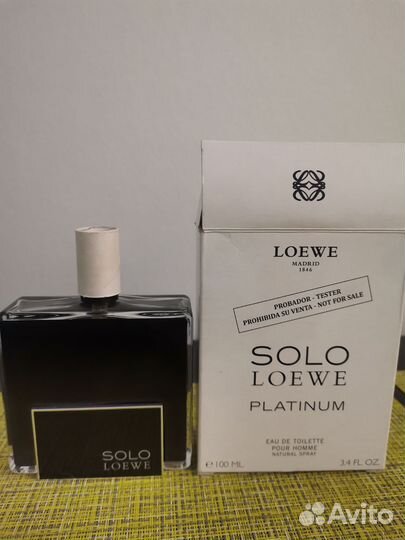 LOEWE
MADRID
1846
PROBADOR - TESTER
PROHIBIDA SU VENTA - NOT FOR SALE
SOLO
LOEWE
PLATINUM
EAU DE TOILETTE
POUR HOMME
NATURAL SPRAY
℮ 100 ML 3.4 FL. OZ.
SOLO
LOEWE
Avito